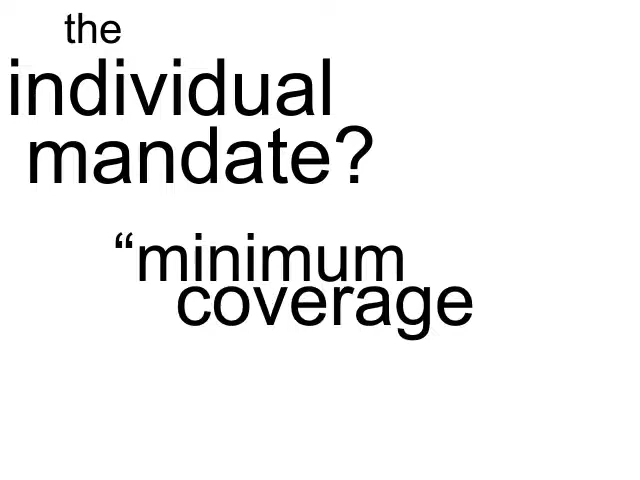 the
individual
mandate?
“minimum
coverage